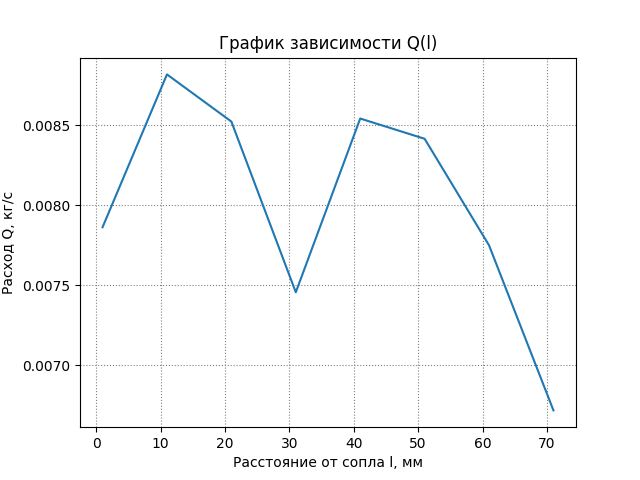 График зависимости Q(l)
Расход Q, кг/с
0.0085
0.0080
0.0075
0.0070
0 10 20 30 40 50 60 70
Расстояние от сопла l, мм